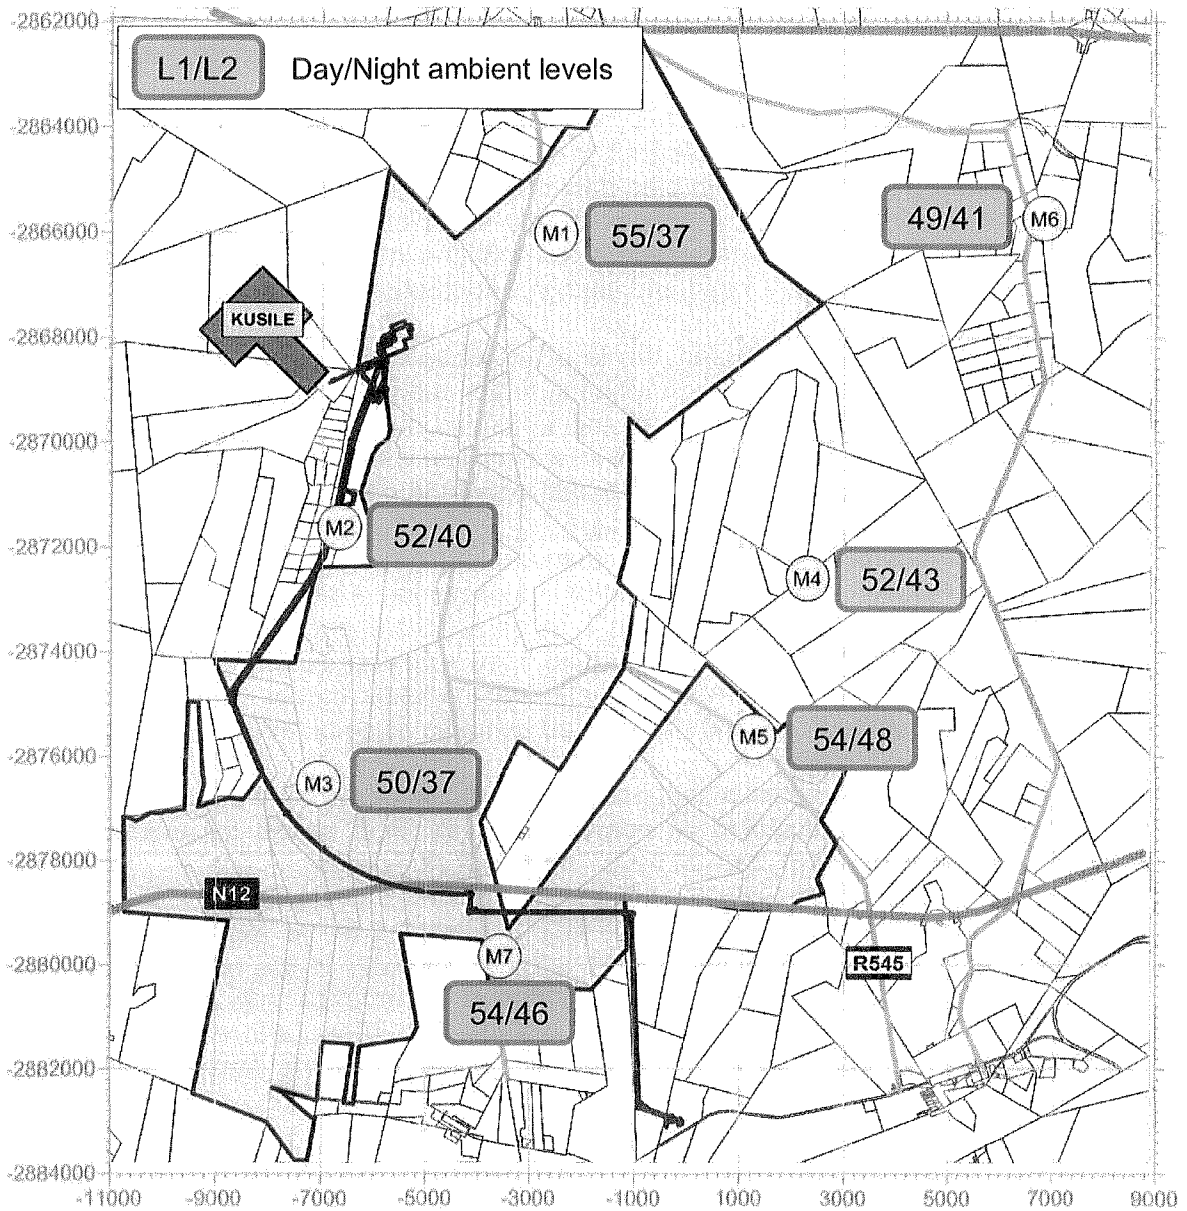 -2862000
L1/L2 Day/Night ambient levels
-2864000
49/41 M6
-2866000
M1 55/37
KUSILE
-2868000
-2870000
M2 52/40
-2872000
M4 52/43
-2874000
M5 54/48
-2876000
M3 50/37
-2878000
N12
-2880000
M7
R545
54/46
-2882000
-2884000
-11000 -9000 -7000 -5000 -3000 -1000 1000 3000 5000 7000 9000